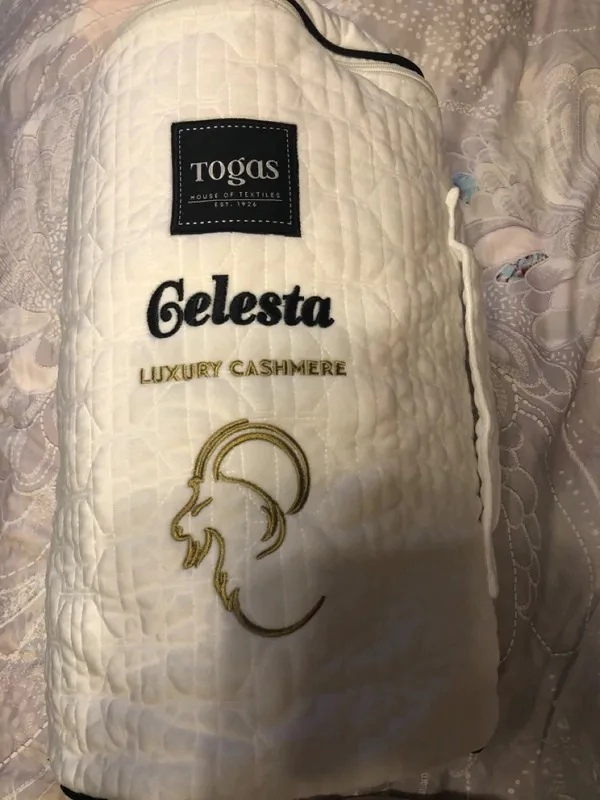 TOGAS
HOUSE OF TEXTILES
EST. 1926
Celesta
LUXURY CASHMERE